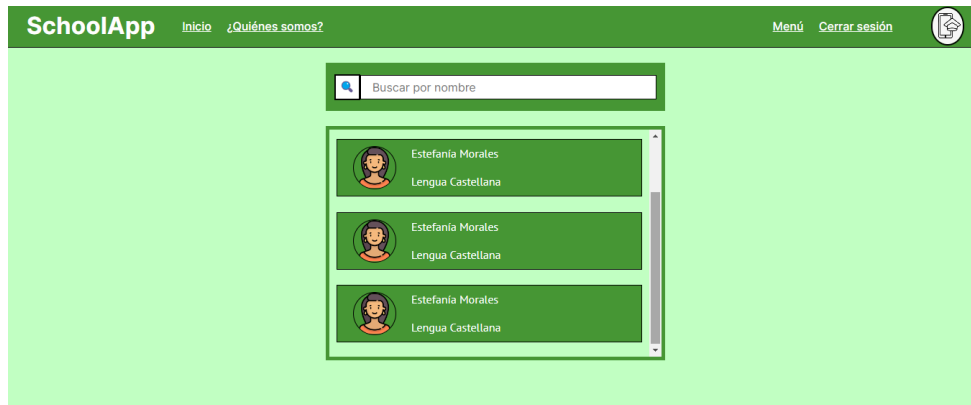 SchoolApp Inicio ¿Quiénes somos? Menú Cerrar sesión
Buscar por nombre
Estefanía Morales
Lengua Castellana
Estefanía Morales
Lengua Castellana
Estefanía Morales
Lengua Castellana